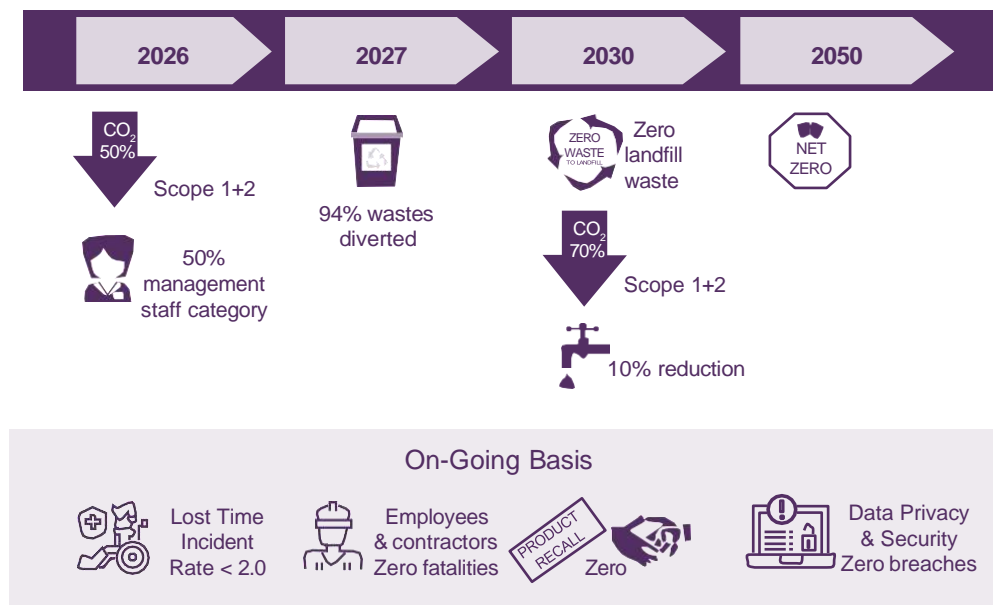 2026
2027
2030
2050
CO2
50%
Scope 1+2
50%
management
staff category
94% wastes
diverted
ZERO
WASTE
TO LANDFILL
Zero
landfill
waste
CO2
70%
Scope 1+2
10% reduction
NET
ZERO
On-Going Basis
Lost Time
Incident
Rate < 2.0
Employees
& contractors
Zero fatalities
PRODUCT
RECALL
Zero
Data Privacy
& Security
Zero breaches